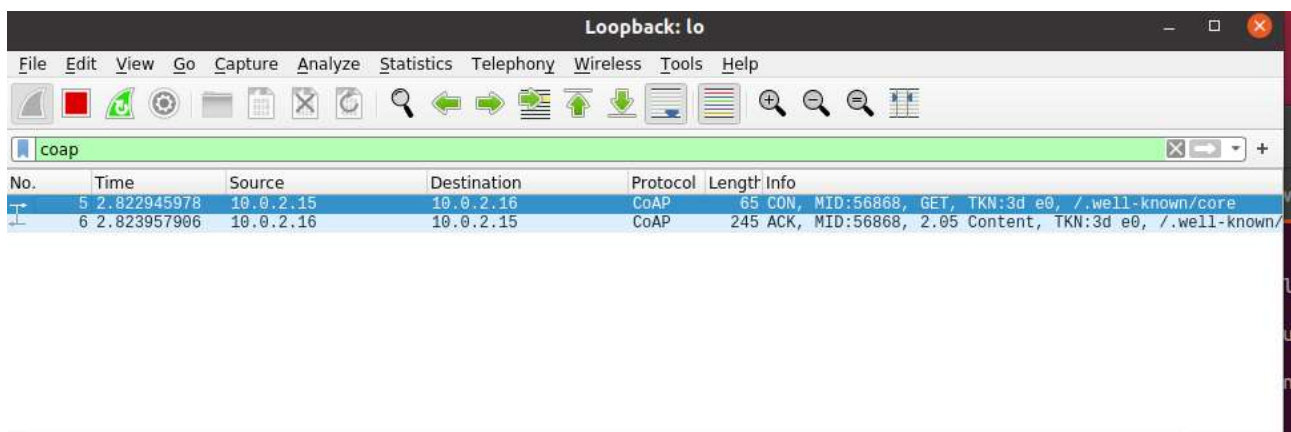 Loopback: lo
File Edit View Go Capture Analyze Statistics Telephony Wireless Tools Help
coap
No. Time Source Destination Protocol Length Info
5 2.822945978 10.0.2.15 10.0.2.16 CoAP 65 CON, MID:56868, GET, TKN:3d e0, /.well-known/core
6 2.823957906 10.0.2.16 10.0.2.15 CoAP 245 ACK, MID:56868, 2.05 Content, TKN:3d e0, /.well-known/